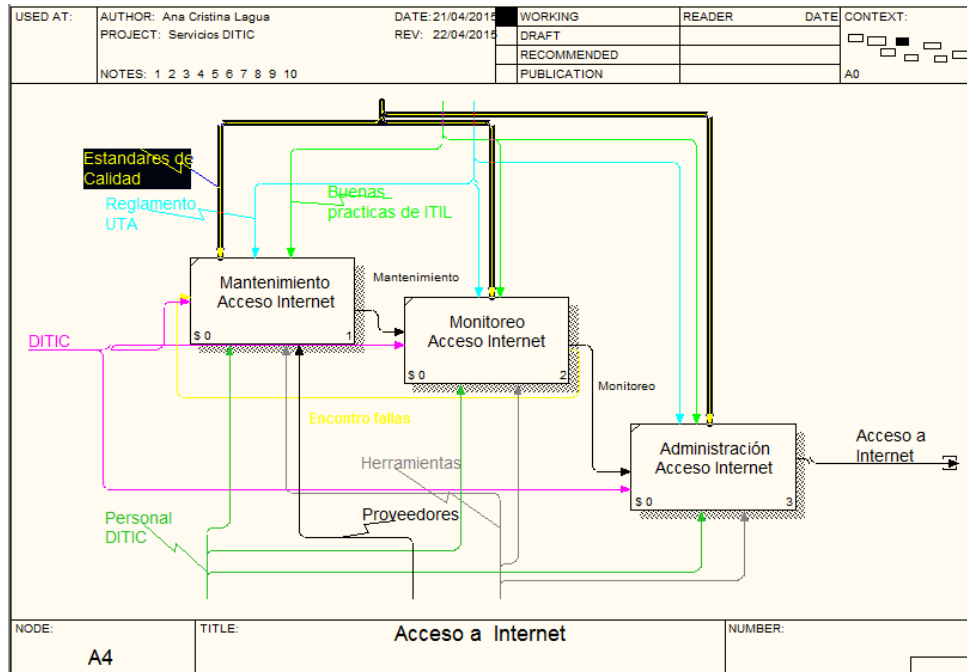 USED AT:
AUTHOR: Ana Cristina Lagua
DATE: 21/04/2015
PROJECT: Servicios DITIC
REV: 22/04/2015
NOTES: 1 2 3 4 5 6 7 8 9 10
WORKING
DRAFT
RECOMMENDED
PUBLICATION
READER
DATE
CONTEXT:
A0
Estandares de
Calidad
Reglamento
UTA
Buenas
practicas de ITIL
Mantenimiento
Acceso Internet
$ 0
1
Mantenimiento
Monitoreo
Acceso Internet
$ 0
2
DITIC
Monitoreo
Encontro fallas
Administración
Acceso Internet
$ 0
3
Acceso a
Internet
Herramientas
Personal
DITIC
Proveedores
NODE:
A4
TITLE:
Acceso a Internet
NUMBER: